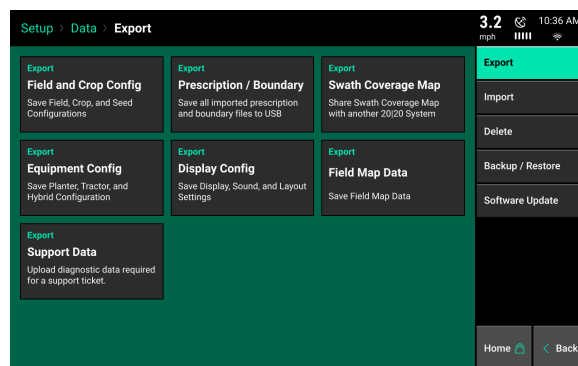 Setup > Data > Export
3.2
mph
10:36 AM
Export
Field and Crop Config
Save Field, Crop, and Seed
Configurations
Export
Prescription / Boundary
Save all imported prescription
and boundary files to USB
Export
Swath Coverage Map
Share Swath Coverage Map
with another 20|20 System
Export
Equipment Config
Save Planter, Tractor, and
Hybrid Configuration
Export
Display Config
Save Display, Sound, and Layout
Settings
Export
Field Map Data
Save Field Map Data
Export
Support Data
Upload diagnostic data required
for a support ticket.
Export
Import
Delete
Backup / Restore
Software Update
Home
< Back